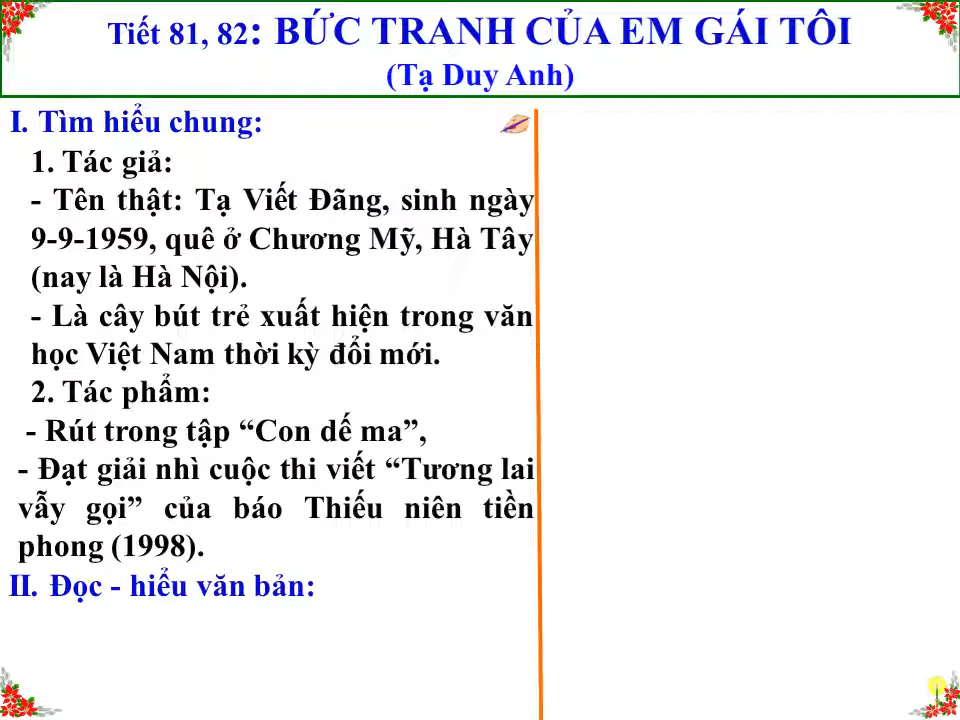 Tiết 81, 82: BỨC TRANH CỦA EM GÁI TÔI
(Tạ Duy Anh)
I. Tìm hiểu chung:
1. Tác giả:
- Tên thật: Tạ Viết Đãng, sinh ngày
9-9-1959, quê ở Chương Mỹ, Hà Tây
(nay là Hà Nội).
- Là cây bút trẻ xuất hiện trong văn
học Việt Nam thời kỳ đổi mới.
2. Tác phẩm:
- Rút trong tập “Con dế ma”,
- Đạt giải nhì cuộc thi viết “Tương lai
vẫy gọi” của báo Thiếu niên tiền
phong (1998).
II. Đọc - hiểu văn bản: